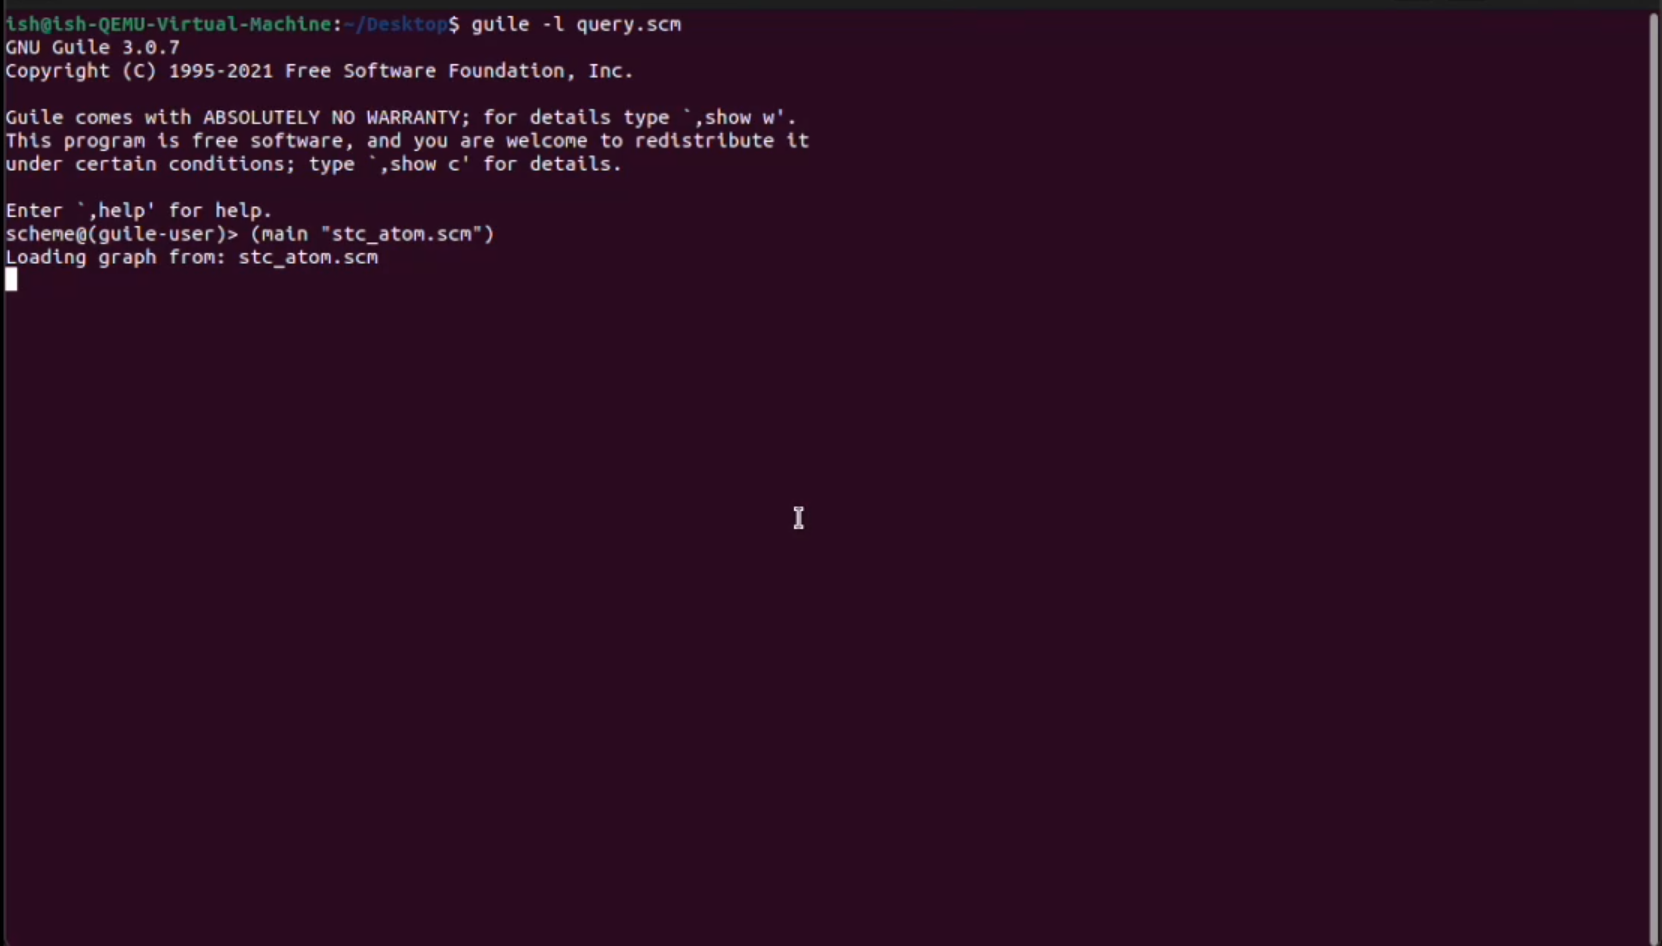 ish@ish-QEMU-Virtual-Machine:~/Desktop$ guile -l query.scm
GNU Guile 3.0.7
Copyright (C) 1995-2021 Free Software Foundation, Inc.
Guile comes with ABSOLUTELY NO WARRANTY; for details type `,show w'.
This program is free software, and you are welcome to redistribute it
under certain conditions; type `,show c' for details.
Enter `,help' for help.
scheme@(guile-user)> (main "stc_atom.scm")
Loading graph from: stc_atom.scm